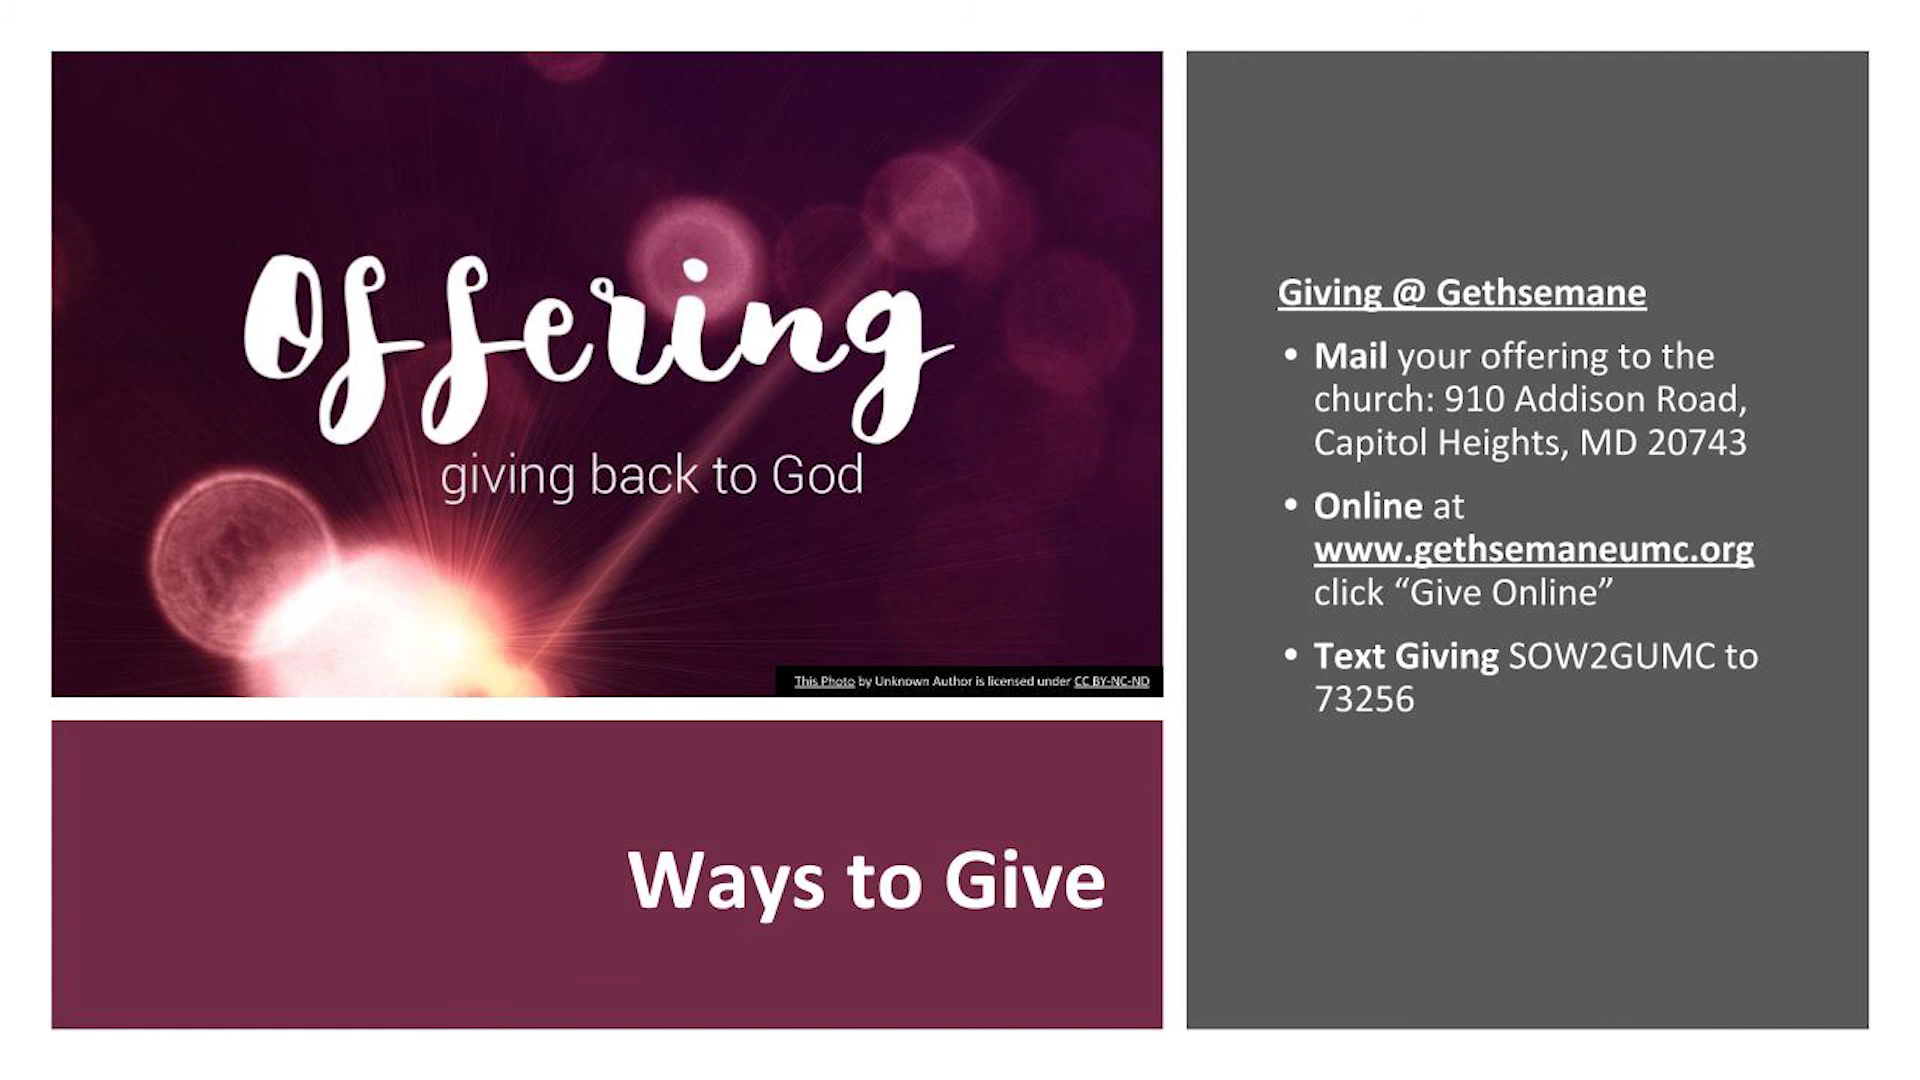 Offering
giving back to God
This Photo by Unknown Author is licensed under CC BY-NC-ND
Ways to Give
Giving @ Gethsemane
• Mail your offering to the
church: 910 Addison Road,
Capitol Heights, MD 20743
• Online at
www.gethsemaneumc.org
click “Give Online”
• Text Giving SOW2GUMC to
73256